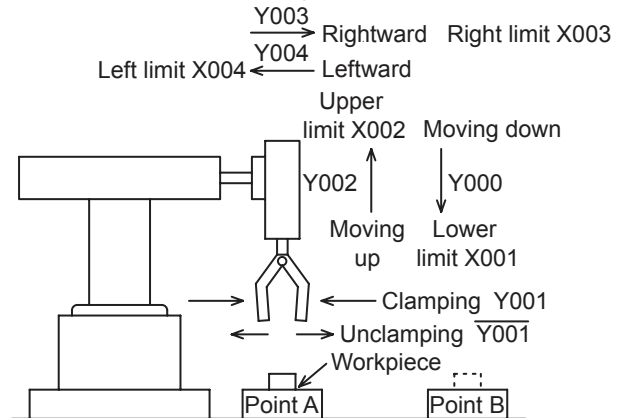 Y003
Rightward Right limit X003
Y004
Left limit X004 Leftward
Upper
limit X002 Moving down
Y002 Y000
Moving Lower
up limit X001
Clamping Y001
Unclamping Y001
Workpiece
Point A Point B